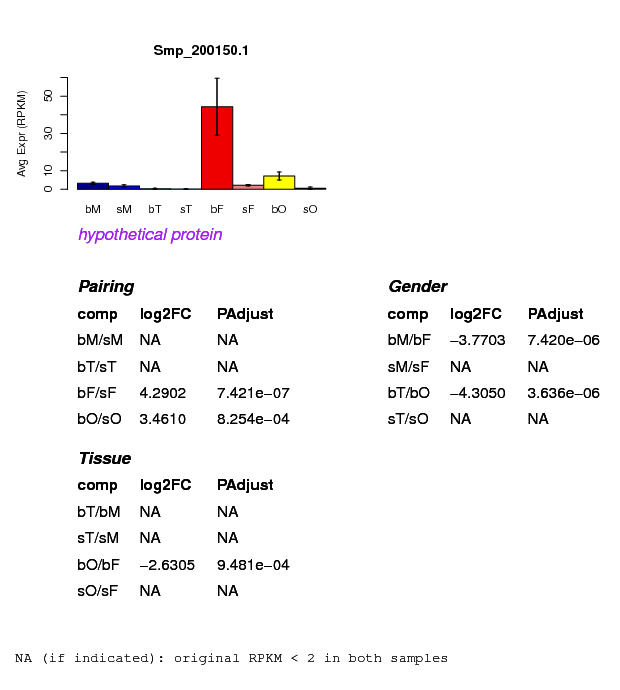 Smp_200150.1
Avg Expr (RPKM)
0 10 30 50
bM sM bT sT bF sF bO sO
hypothetical protein
Pairing
comp log2FC PAdjust
bM/sM NA NA
bT/sT NA NA
bF/sF 4.2902 7.421e−07
bO/sO 3.4610 8.254e−04
Gender
comp log2FC PAdjust
bM/bF −3.7703 7.420e−06
sM/sF NA NA
bT/bO −4.3050 3.636e−06
sT/sO NA NA
Tissue
comp log2FC PAdjust
bT/bM NA NA
sT/sM NA NA
bO/bF −2.6305 9.481e−04
sO/sF NA NA
NA (if indicated): original RPKM < 2 in both samples